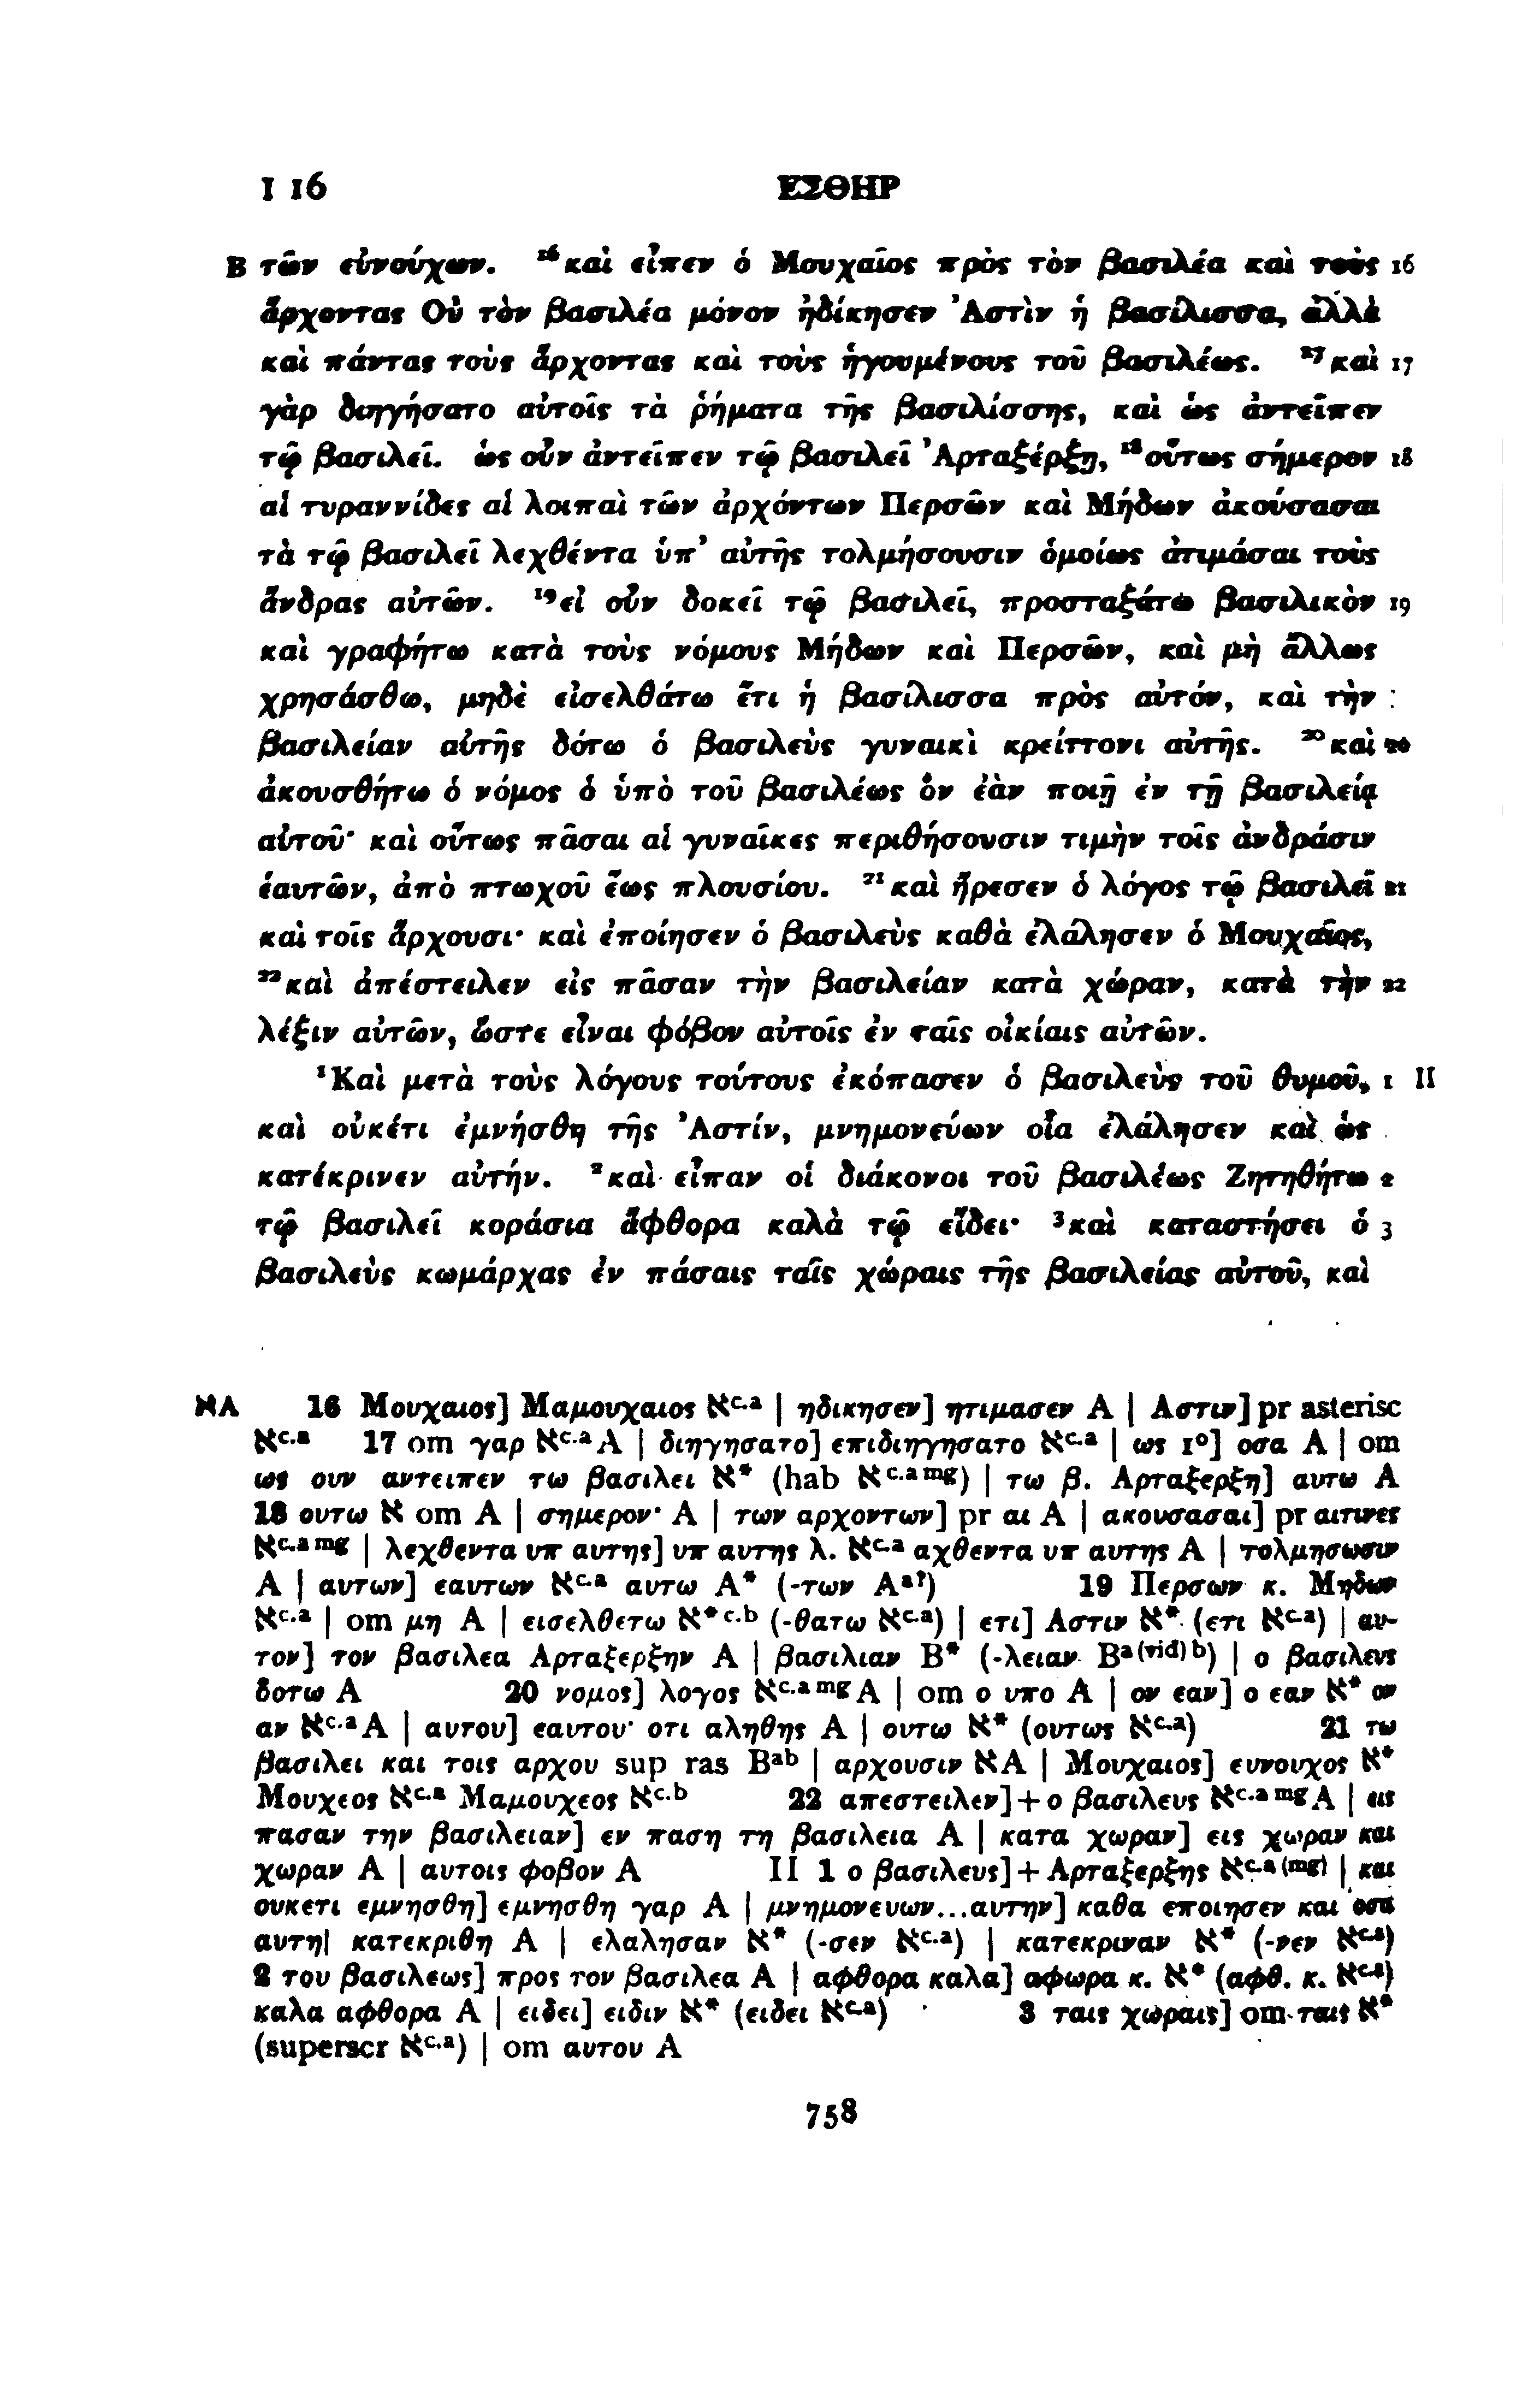 I 16 ΕΣΘΗΡ
B τῶν εὐνούχων. ¹⁶καὶ εἶπεν ὁ Μουχαῖος πρὸς τὸν βασιλέα καὶ τοὺς 16
ἄρχοντας Οὐ τὸν βασιλέα μόνον ἠδίκησεν Ἀστὶν ἡ βασίλισσα, ἀλλὰ
καὶ πάντας τοὺς ἄρχοντας καὶ τοὺς ἡγουμένους τοῦ βασιλέως. ¹⁷καὶ 17
γὰρ διηγήσατο αὐτοῖς τὰ ῥήματα τῆς βασιλίσσης, καὶ ὡς ἀντεῖπεν
τῷ βασιλεῖ. ὡς οὖν ἀντεῖπεν τῷ βασιλεῖ Ἀρταξέρξῃ, ¹⁸οὕτως σήμερον 18
αἱ τυραννίδες αἱ λοιπαὶ τῶν ἀρχόντων Περσῶν καὶ Μήδων ἀκούσασαι
τὰ τῷ βασιλεῖ λεχθέντα ὑπ’ αὐτῆς τολμήσουσιν ὁμοίως ἀτιμάσαι τοὺς
ἄνδρας αὐτῶν. ¹⁹εἰ οὖν δοκεῖ τῷ βασιλεῖ, προσταξάτω βασιλικὸν 19
καὶ γραφήτω κατὰ τοὺς νόμους Μήδων καὶ Περσῶν, καὶ μὴ ἄλλως
χρησάσθω, μηδὲ εἰσελθάτω ἔτι ἡ βασίλισσα πρὸς αὐτόν, καὶ τὴν
βασιλείαν αὐτῆς δότω ὁ βασιλεὺς γυναικὶ κρείττονι αὐτῆς. ²⁰καὶ 20
ἀκουσθήτω ὁ νόμος ὁ ὑπὸ τοῦ βασιλέως ὃν ἐὰν ποιῇ ἐν τῇ βασιλείᾳ
αὐτοῦ· καὶ οὕτως πᾶσαι αἱ γυναῖκες περιθήσουσιν τιμὴν τοῖς ἀνδράσιν
ἑαυτῶν, ἀπὸ πτωχοῦ ἕως πλουσίου. ²¹καὶ ἤρεσεν ὁ λόγος τῷ βασιλεῖ 21
καὶ τοῖς ἄρχουσι· καὶ ἐποίησεν ὁ βασιλεὺς καθὰ ἐλάλησεν ὁ Μουχαῖος,
²²καὶ ἀπέστειλεν εἰς πᾶσαν τὴν βασιλείαν κατὰ χώραν, κατὰ τὴν 22
λέξιν αὐτῶν, ὥστε εἶναι φόβον αὐτοῖς ἐν ταῖς οἰκίαις αὐτῶν.
¹Καὶ μετὰ τοὺς λόγους τούτους ἐκόπασεν ὁ βασιλεὺς τοῦ θυμοῦ, 1 II
καὶ οὐκέτι ἐμνήσθη τῆς Ἀστίν, μνημονεύων οἷα ἐλάλησεν καὶ ὡς
κατέκρινεν αὐτήν. ²καὶ εἶπαν οἱ διάκονοι τοῦ βασιλέως Ζητηθήτω 2
τῷ βασιλεῖ κοράσια ἄφθορα καλὰ τῷ εἴδει· ³καὶ καταστήσει ὁ 3
βασιλεὺς κωμάρχας ἐν πάσαις ταῖς χώραις τῆς βασιλείας αὐτοῦ, καὶ
אA 16 Μουχαιος] Μαμουχαιος א^c.a | ηδικησεν] ητιμασεν A | Αστιν] pr asterisc
א^c.a 17 om γαρ א^c.a A | διηγησατο] επιδιηγησατο א^c.a | ως 1°] οσα A | om
ως ουν αντειπεν τω βασιλει א* (hab א^c.a mg) | τω β. Αρταξερξη] αυτω A
18 ουτω א om A | σημερον· A | των αρχοντων] pr αι A | ακουσασαι] pr αιτινες
א^c.a mg | λεχθεντα υπ αυτης] υπ αυτης λ. א^c.a αχθεντα υπ αυτης A | τολμησωσιν
A | αυτων] εαυτων א^c.a αυτω A* (-των A^a?) 19 Περσων κ. Μηδων
א^c.a | om μη A | εισελθετω א* c.b (-θατω א^c.a) | ετι] Αστιν א* (ετι א^c.a) | αυ-
τον] τον βασιλεα Αρταξερξην A | βασιλιαν B* (-λειαν B^a(vid)b) | ο βασιλευς
δοτω A 20 νομος] λογος א^c.a mg A | om ο υπο A | ον εαν] ο εαν א* ον
αν א^c.a A | αυτου] εαυτου· οτι αληθης A | ουτω א* (ουτως א^c.a) 21 τω
βασιλει και τοις αρχου sup ras B^ab | αρχουσιν אA | Μουχαιος] ευνουχος א*
Μουχεος א^c.a Μαμουχεος א^c.b 22 απεστειλεν]+ο βασιλευς א^c.a mg A | εις
πασαν την βασιλειαν] εν παση τη βασιλεια A | κατα χωραν] εις χωραν και
χωραν A | αυτοις φοβον A II 1 ο βασιλευς]+Αρταξερξης א^c.a(mg) | και
ουκετι εμνησθη] εμνησθη γαρ A | μνημονευων...αυτην] καθα εποιησεν και οσα
αυτη| κατεκριθη A | ελαλησαν א* (-σεν א^c.a) | κατεκριναν א* (-νεν א^c.a)
2 του βασιλεως] προς τον βασιλεα A | αφθορα καλα] αφωρα κ. א* (αφθ. κ. א^c.a)
καλα αφθορα A | ειδει] ειδιν א* (ειδει א^c.a) 3 ταις χωραις] om ταις א*
(superscr א^c.a) | om αυτου A
758